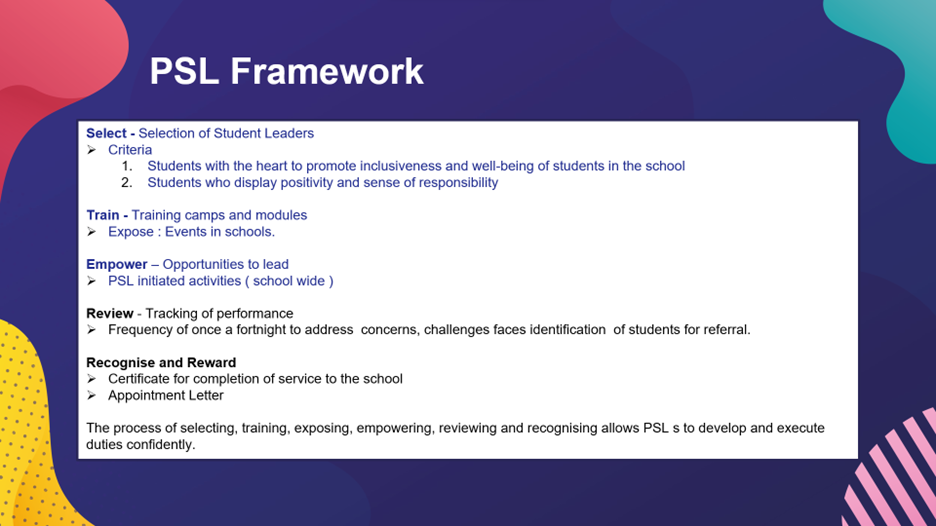 PSL Framework
Select - Selection of Student Leaders
➢ Criteria
1. Students with the heart to promote inclusiveness and well-being of students in the school
2. Students who display positivity and sense of responsibility
Train - Training camps and modules
➢ Expose : Events in schools.
Empower – Opportunities to lead
➢ PSL initiated activities ( school wide )
Review - Tracking of performance
➢ Frequency of once a fortnight to address  concerns, challenges faces identification  of students for referral.
Recognise and Reward
➢ Certificate for completion of service to the school
➢ Appointment Letter
The process of selecting, training, exposing, empowering, reviewing and recognising allows PSL s to develop and execute
duties confidently.